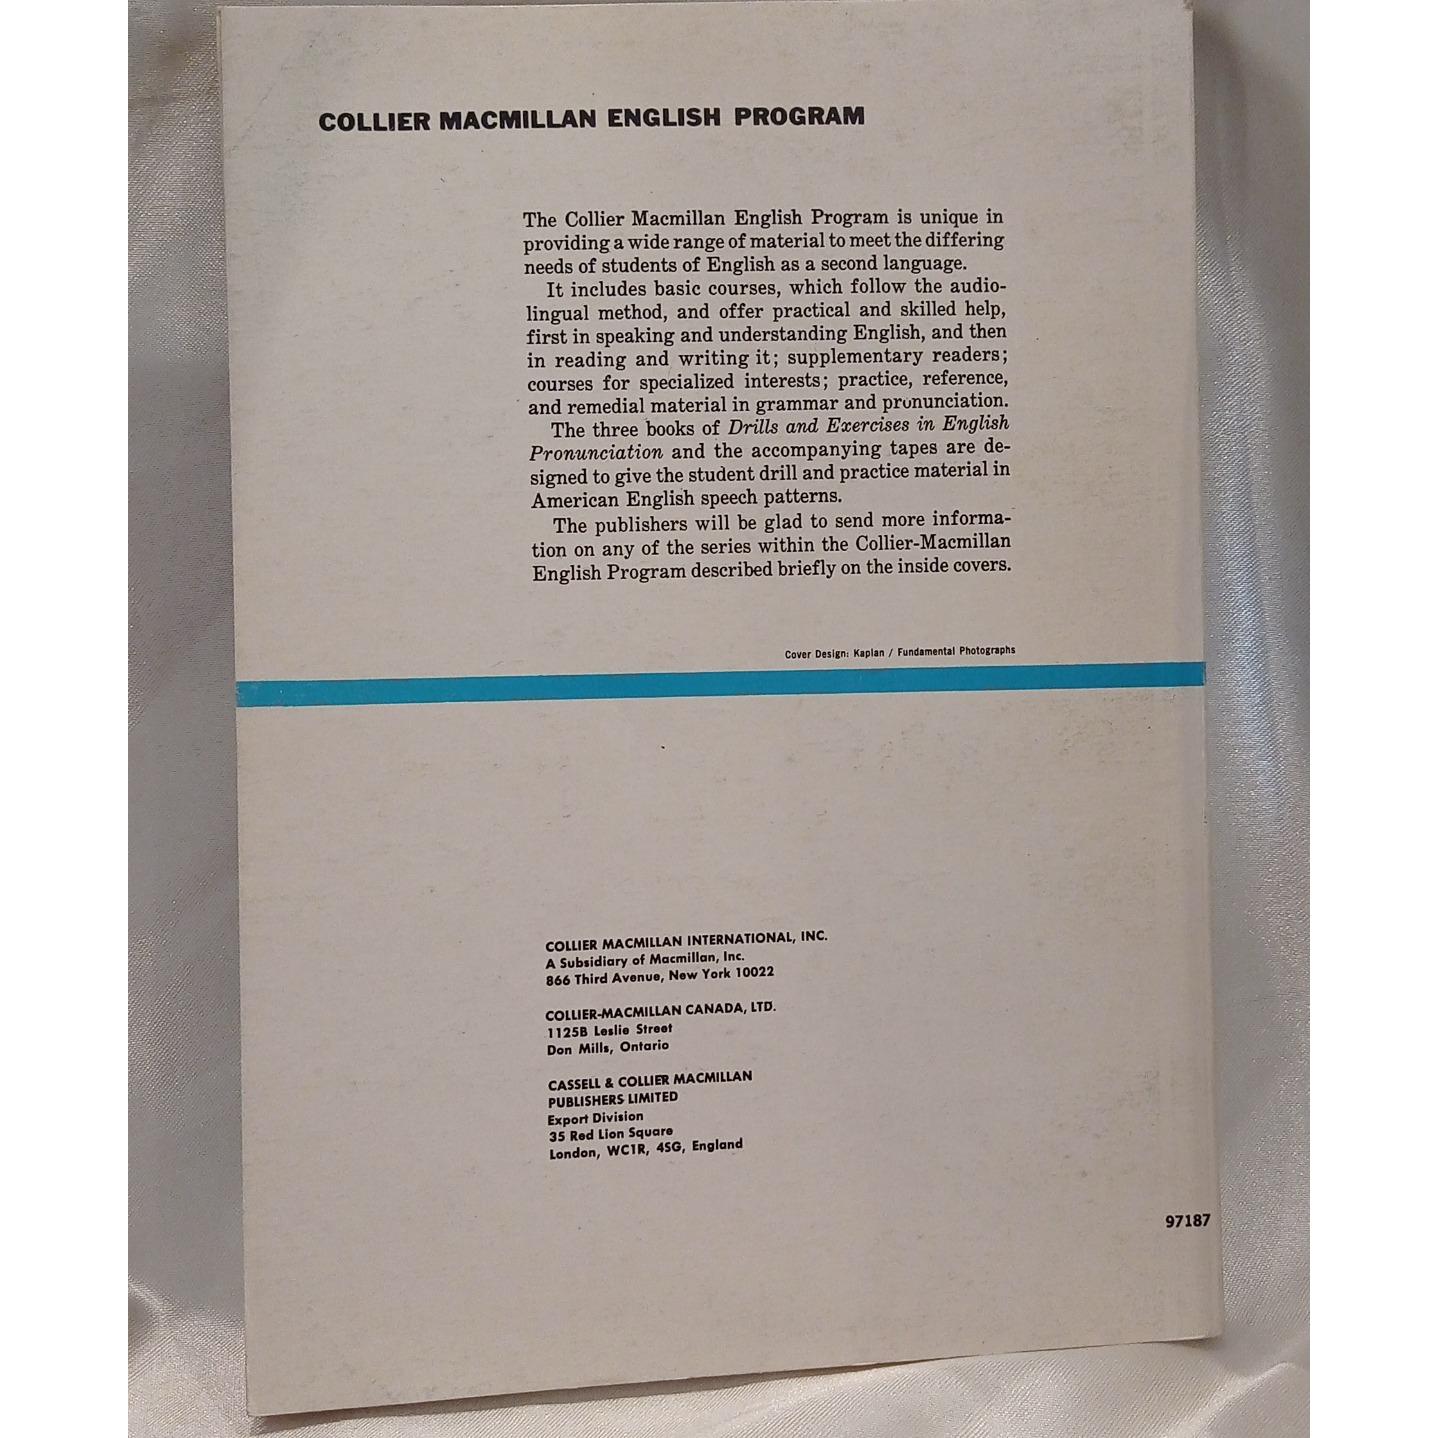 COLLIER MACMILLAN ENGLISH PROGRAM
The Collier Macmillan English Program is unique in
providing a wide range of material to meet the differing
needs of students of English as a second language.
It includes basic courses, which follow the audio-
lingual method, and offer practical and skilled help,
first in speaking and understanding English, and then
in reading and writing it; supplementary readers;
courses for specialized interests; practice, reference,
and remedial material in grammar and pronunciation.
The three books of Drills and Exercises in English
Pronunciation and the accompanying tapes are de-
signed to give the student drill and practice material in
American English speech patterns.
The publishers will be glad to send more informa-
tion on any of the series within the Collier-Macmillan
English Program described briefly on the inside covers.
Cover Design: Kaplan / Fundamental Photographs
COLLIER MACMILLAN INTERNATIONAL, INC.
A Subsidiary of Macmillan, Inc.
866 Third Avenue, New York 10022
COLLIER-MACMILLAN CANADA, LTD.
1125B Leslie Street
Don Mills, Ontario
CASSELL & COLLIER MACMILLAN
PUBLISHERS LIMITED
Export Division
35 Red Lion Square
London, WC1R, 4SG, England
97187